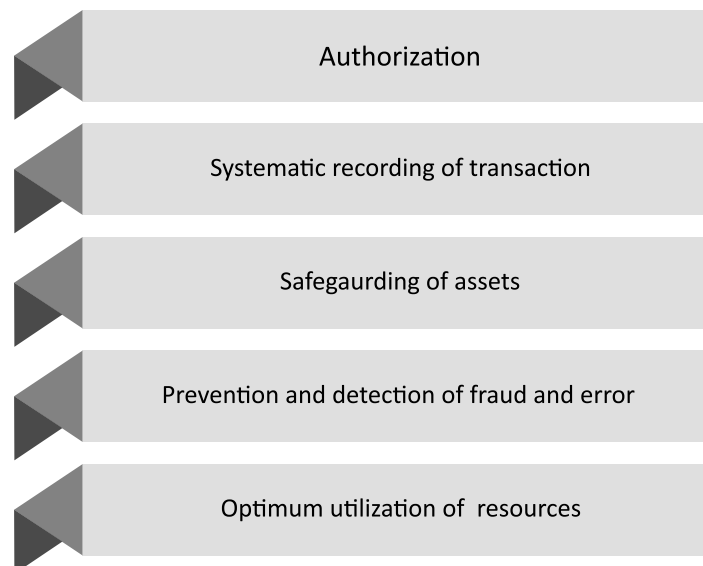 Authorization
Systematic recording of transaction
Safegaurding of assets
Prevention and detection of fraud and error
Optimum utilization of  resources